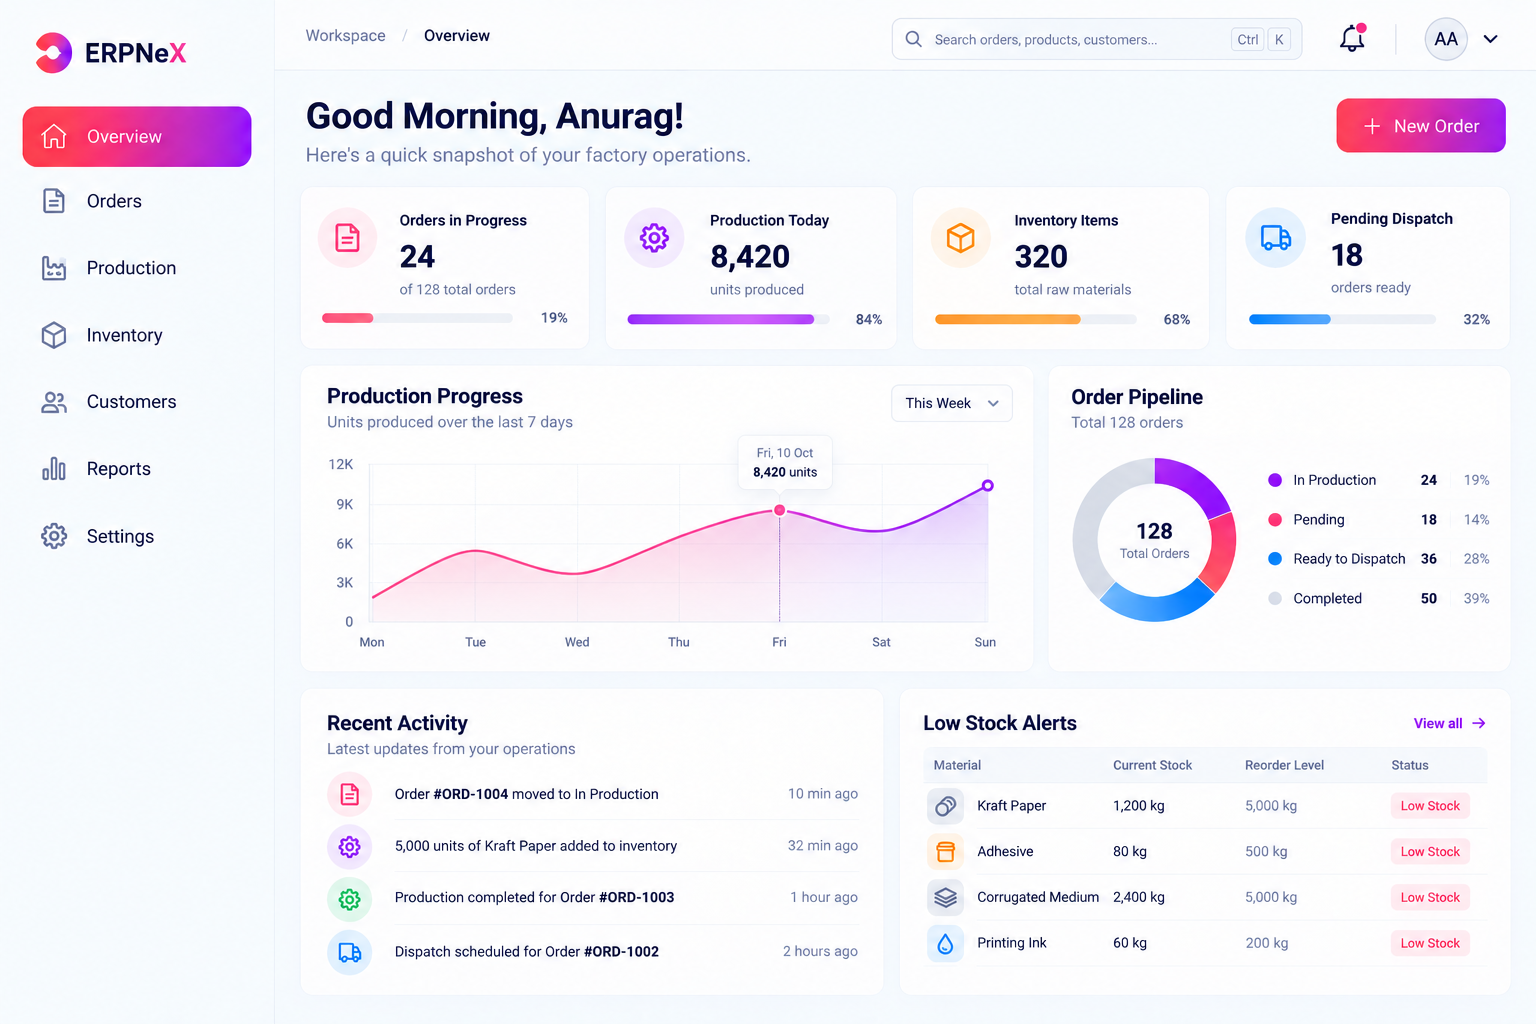 ERPNeX
Workspace / Overview
Search orders, products, customers... Ctrl K
AA
Overview
Orders
Production
Inventory
Customers
Reports
Settings
Good Morning, Anurag!
Here's a quick snapshot of your factory operations.
+ New Order
Orders in Progress
24
of 128 total orders
19%
Production Today
8,420
units produced
84%
Inventory Items
320
total raw materials
68%
Pending Dispatch
18
orders ready
32%
Production Progress
Units produced over the last 7 days
This Week
Fri, 10 Oct
8,420 units
12K
9K
6K
3K
0
Mon Tue Wed Thu Fri Sat Sun
Order Pipeline
Total 128 orders
128
Total Orders
In Production 24 19%
Pending 18 14%
Ready to Dispatch 36 28%
Completed 50 39%
Recent Activity
Latest updates from your operations
Order #ORD-1004 moved to In Production 10 min ago
5,000 units of Kraft Paper added to inventory 32 min ago
Production completed for Order #ORD-1003 1 hour ago
Dispatch scheduled for Order #ORD-1002 2 hours ago
Low Stock Alerts
View all →
Material Current Stock Reorder Level Status
Kraft Paper 1,200 kg 5,000 kg Low Stock
Adhesive 80 kg 500 kg Low Stock
Corrugated Medium 2,400 kg 5,000 kg Low Stock
Printing Ink 60 kg 200 kg Low Stock